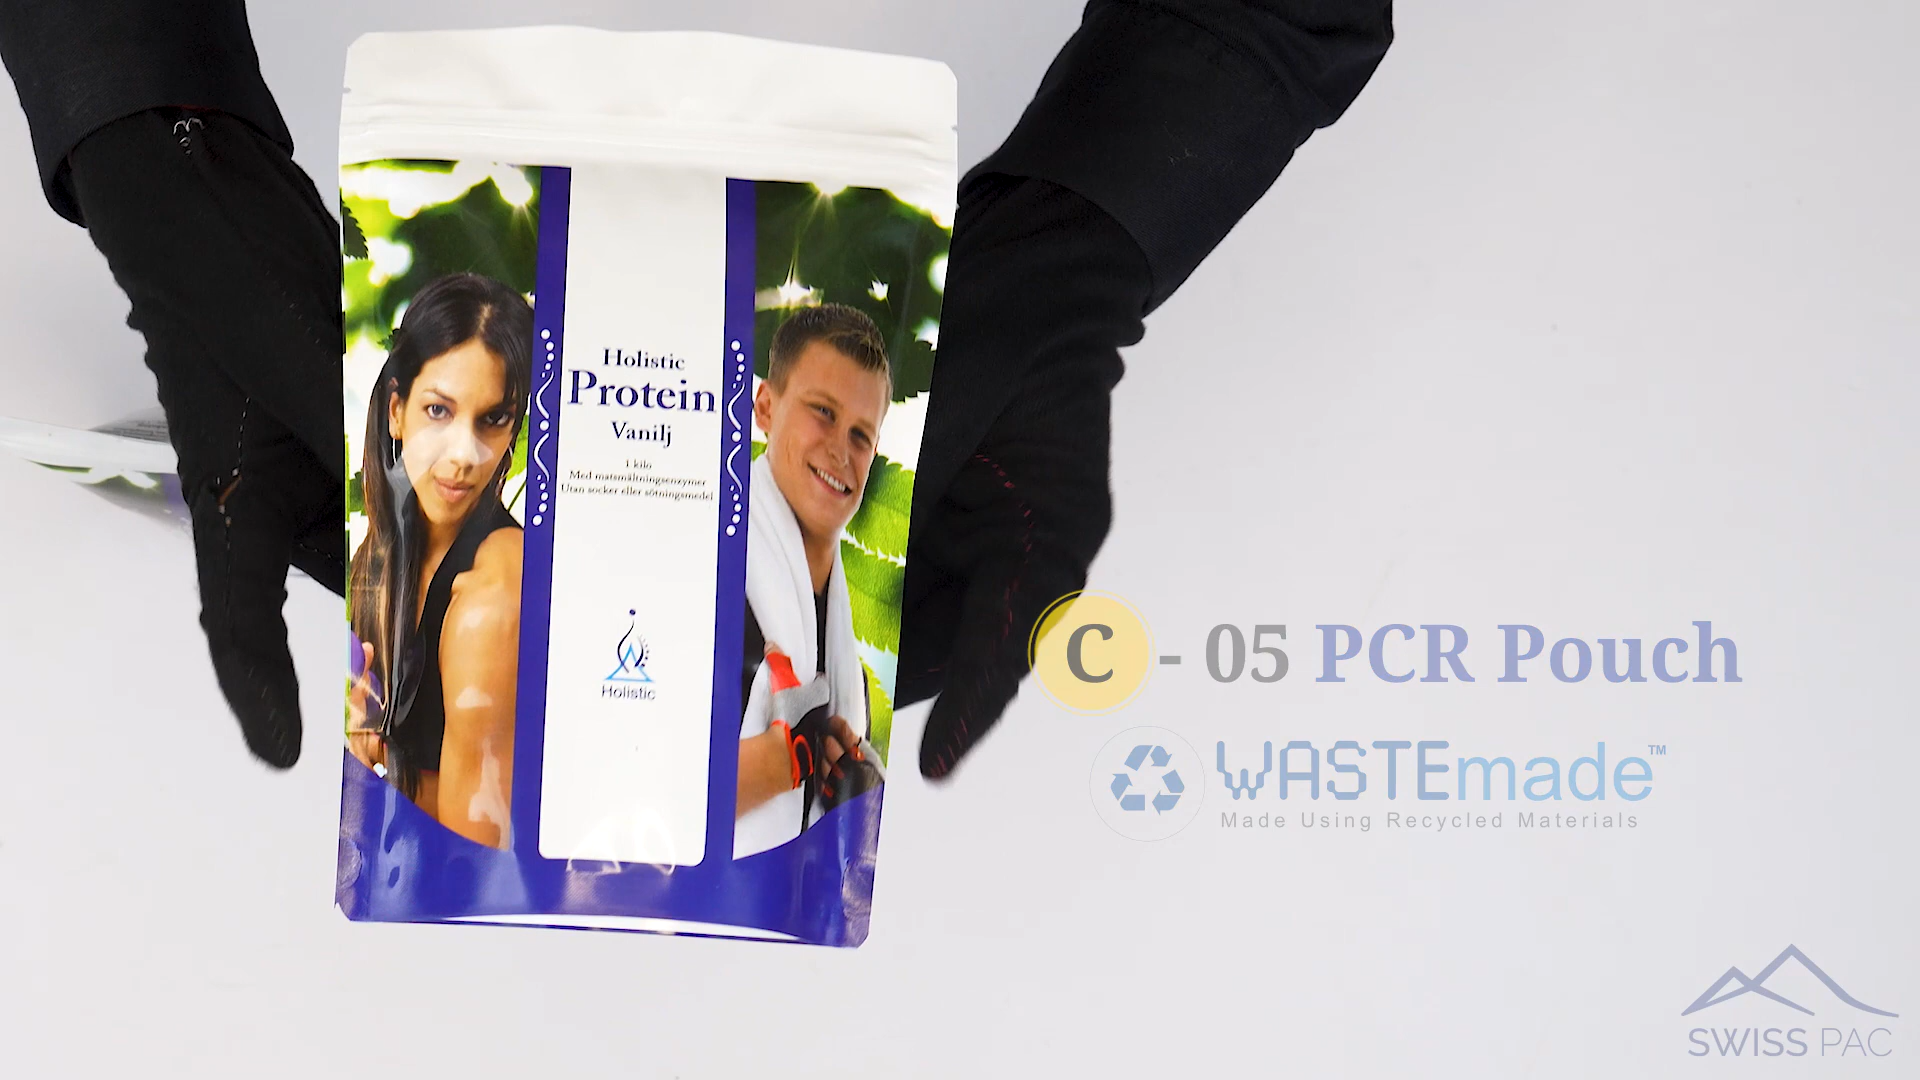 Holistic
Protein
Vanilj
1 kilo
Med matsmältningsenzymer
Utan socker eller sötningsmedel
Holistic
C - 05 PCR Pouch
WASTEmade™
Made Using Recycled Materials
SWISS PAC